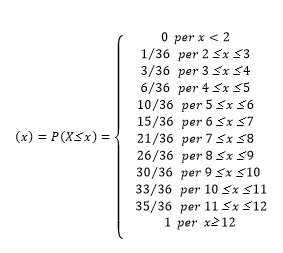 0 per x < 2
1/36 per 2 ≤x ≤3
3/36 per 3 ≤x ≤4
6/36 per 4 ≤x ≤5
10/36 per 5 ≤x ≤6
15/36 per 6 ≤x ≤7
(x) = P(X≤x) = 21/36 per 7 ≤x ≤8
26/36 per 8 ≤x ≤9
30/36 per 9 ≤x ≤10
33/36 per 10 ≤x ≤11
35/36 per 11 ≤x ≤12
1 per x≥12